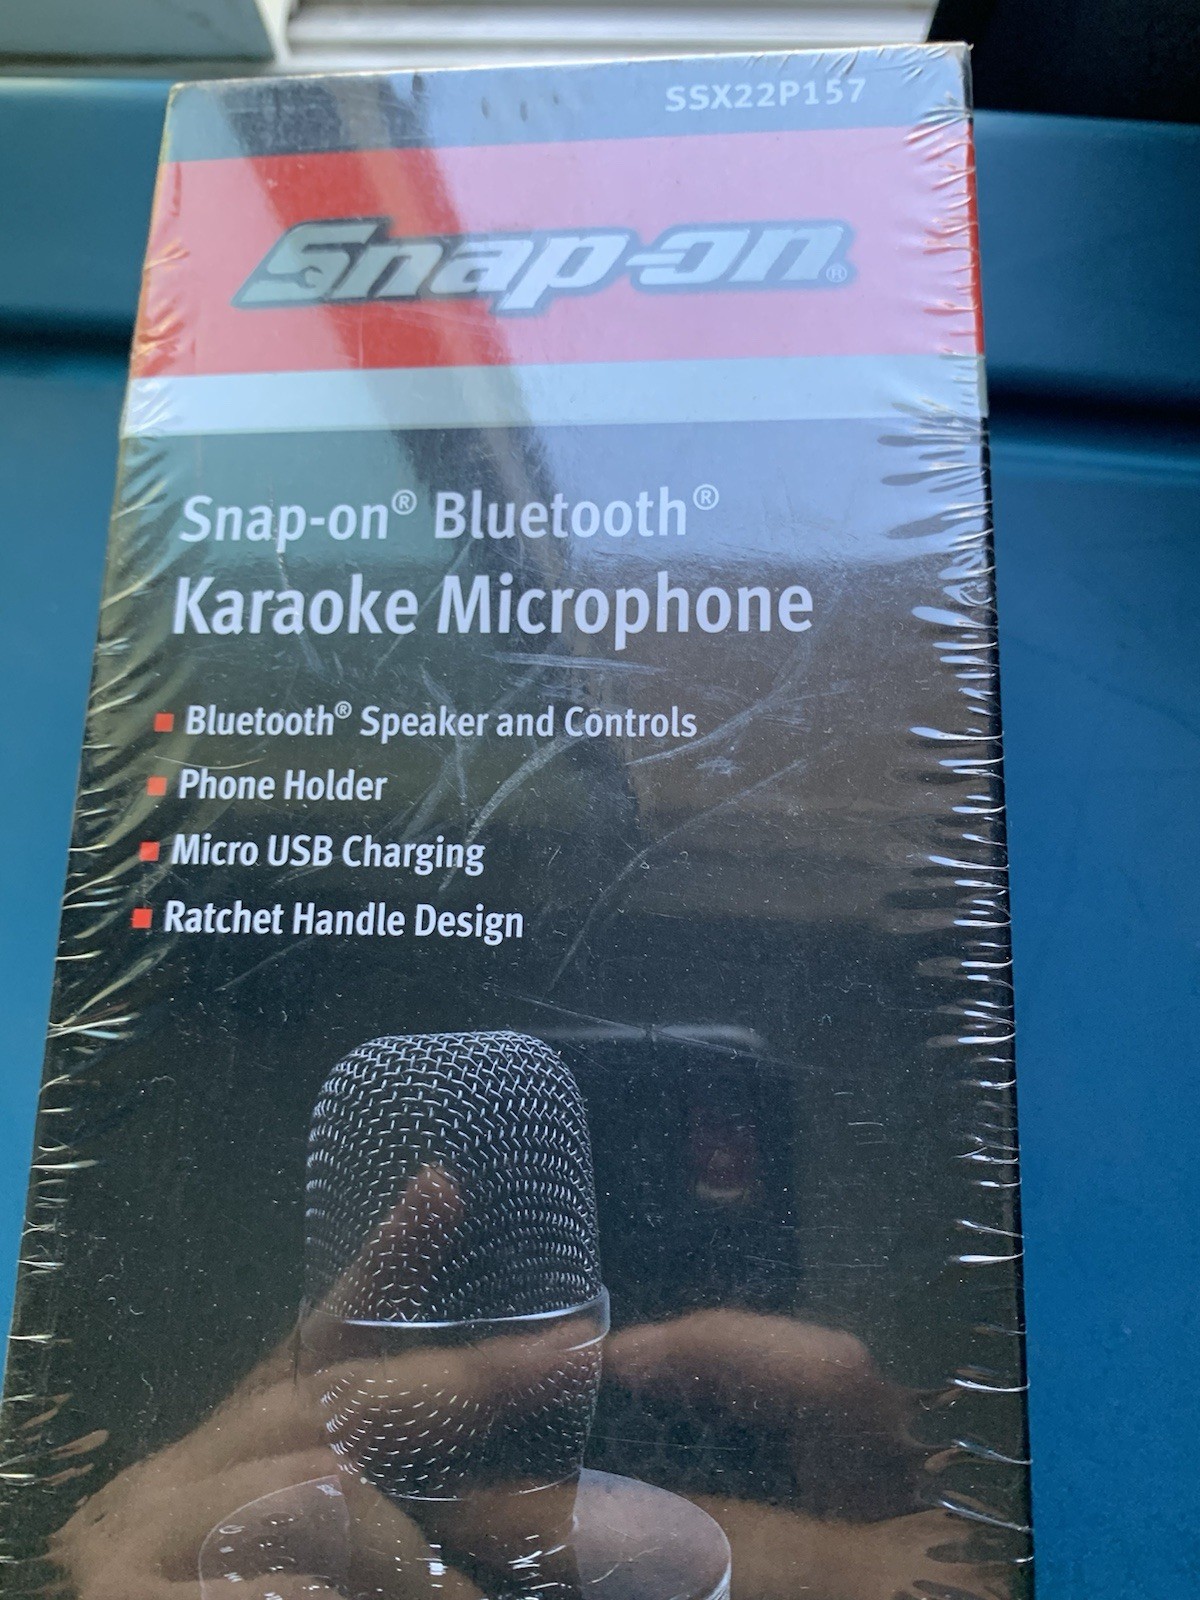 SSX22P157
Snap-on®
Snap-on® Bluetooth®
Karaoke Microphone
Bluetooth® Speaker and Controls
Phone Holder
Micro USB Charging
Ratchet Handle Design